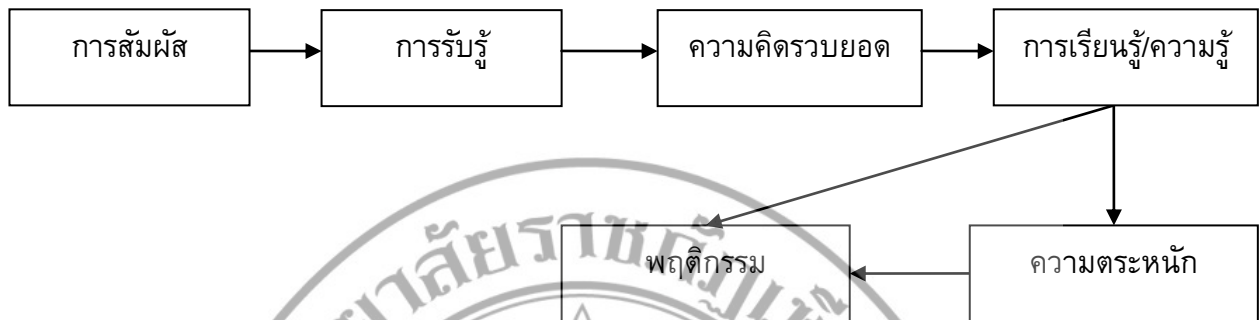 การสัมผัส
การรับรู้
ความคิดรวบยอด
การเรียนรู้/ความรู้
พฤติกรรม
ความตระหนัก